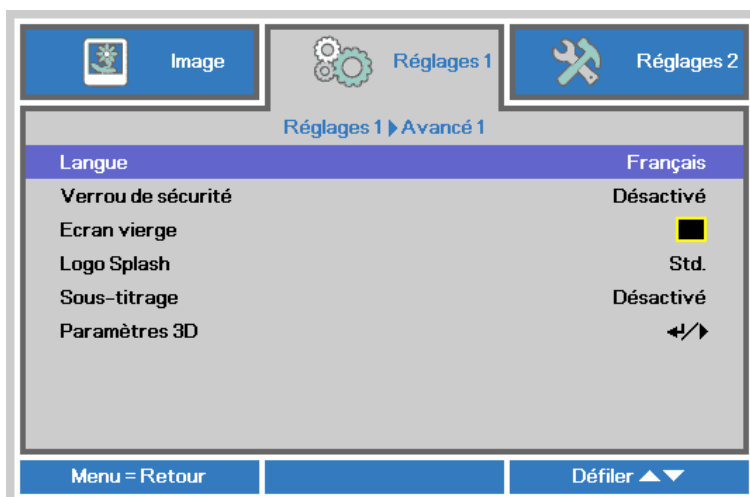 Image
Réglages 1
Réglages 2
Réglages 1 Avancé 1
Langue Français
Verrou de sécurité Désactivé
Ecran vierge
Logo Splash Std.
Sous-titrage Désactivé
Paramètres 3D
Menu = Retour
Défiler